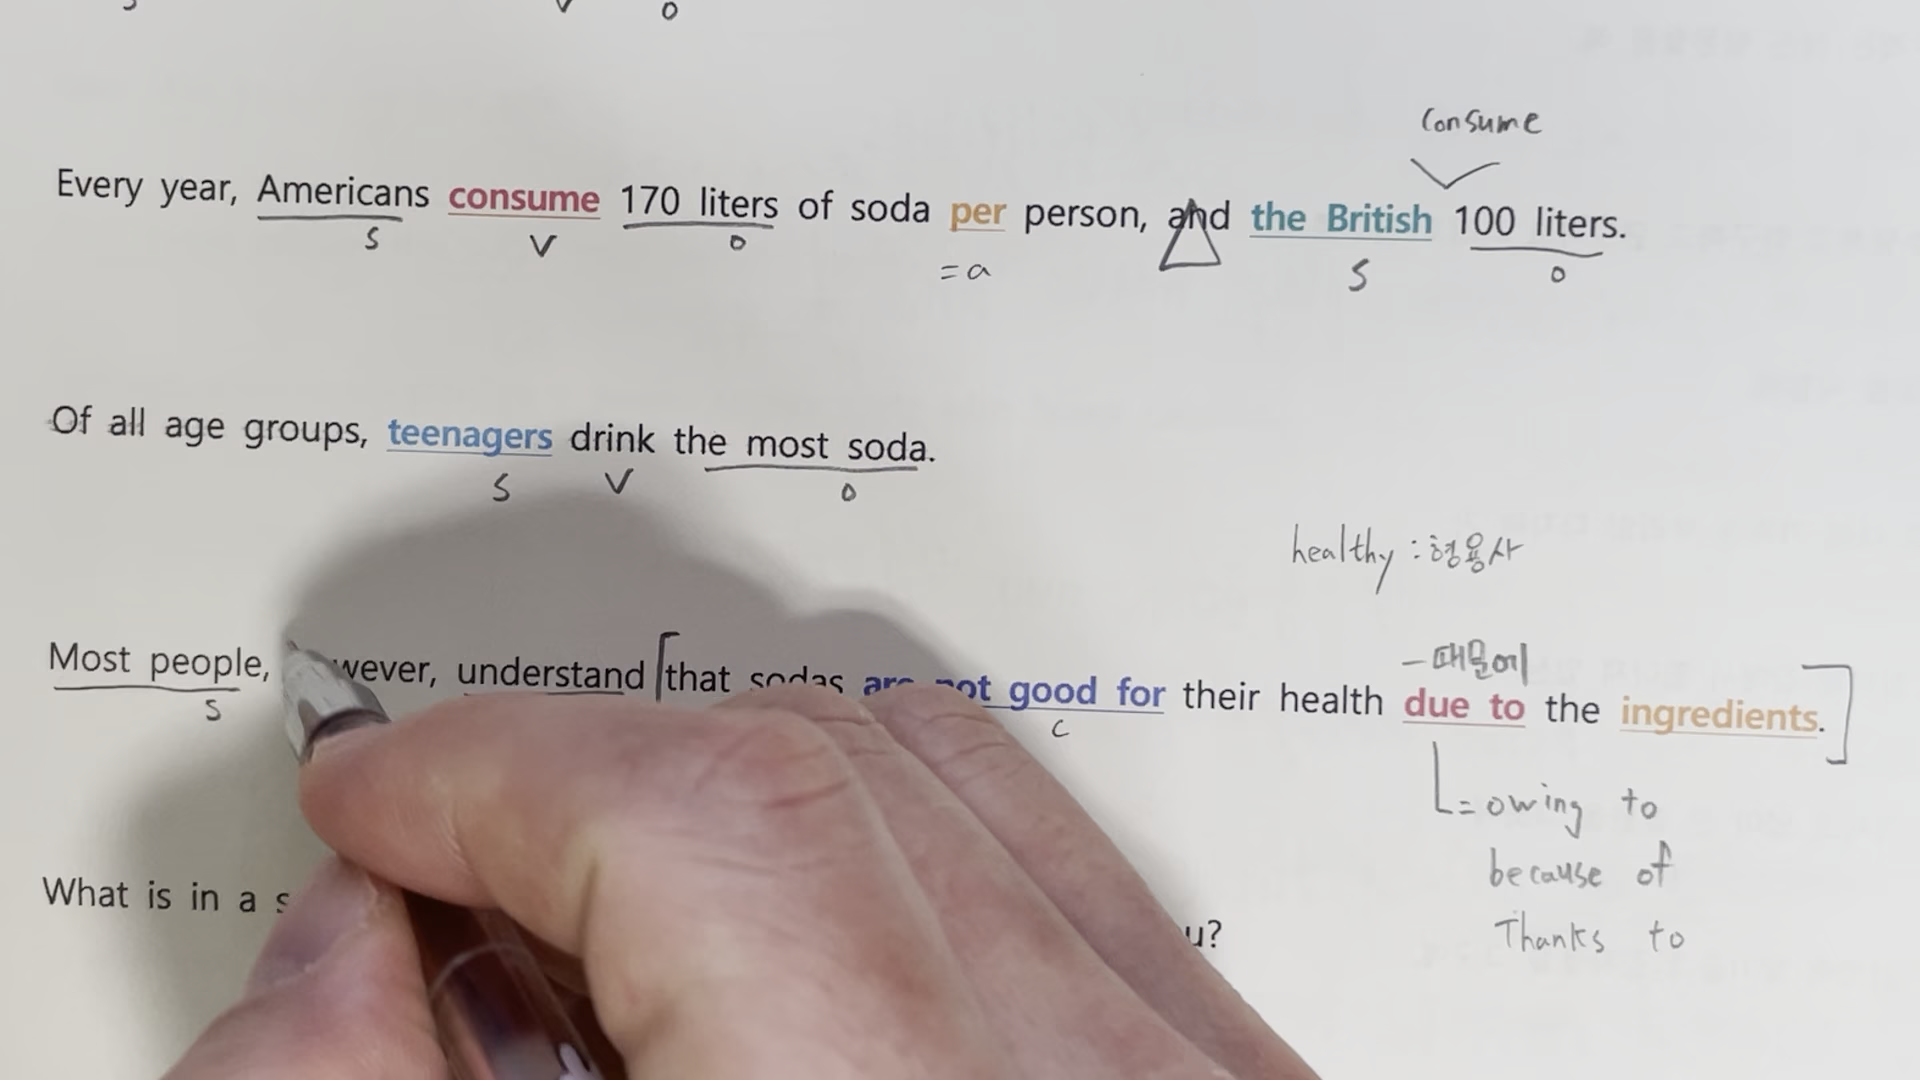 S V O
consume
Every year, Americans consume 170 liters of soda per person, and the British 100 liters.
S V O = a S O
Of all age groups, teenagers drink the most soda.
S V O
healthy : 형용사
- 때문에
Most people, wever, understand [that sodas are not good for their health due to the ingredients.]
S C
= owing to
because of
What is in a s u?
Thanks to